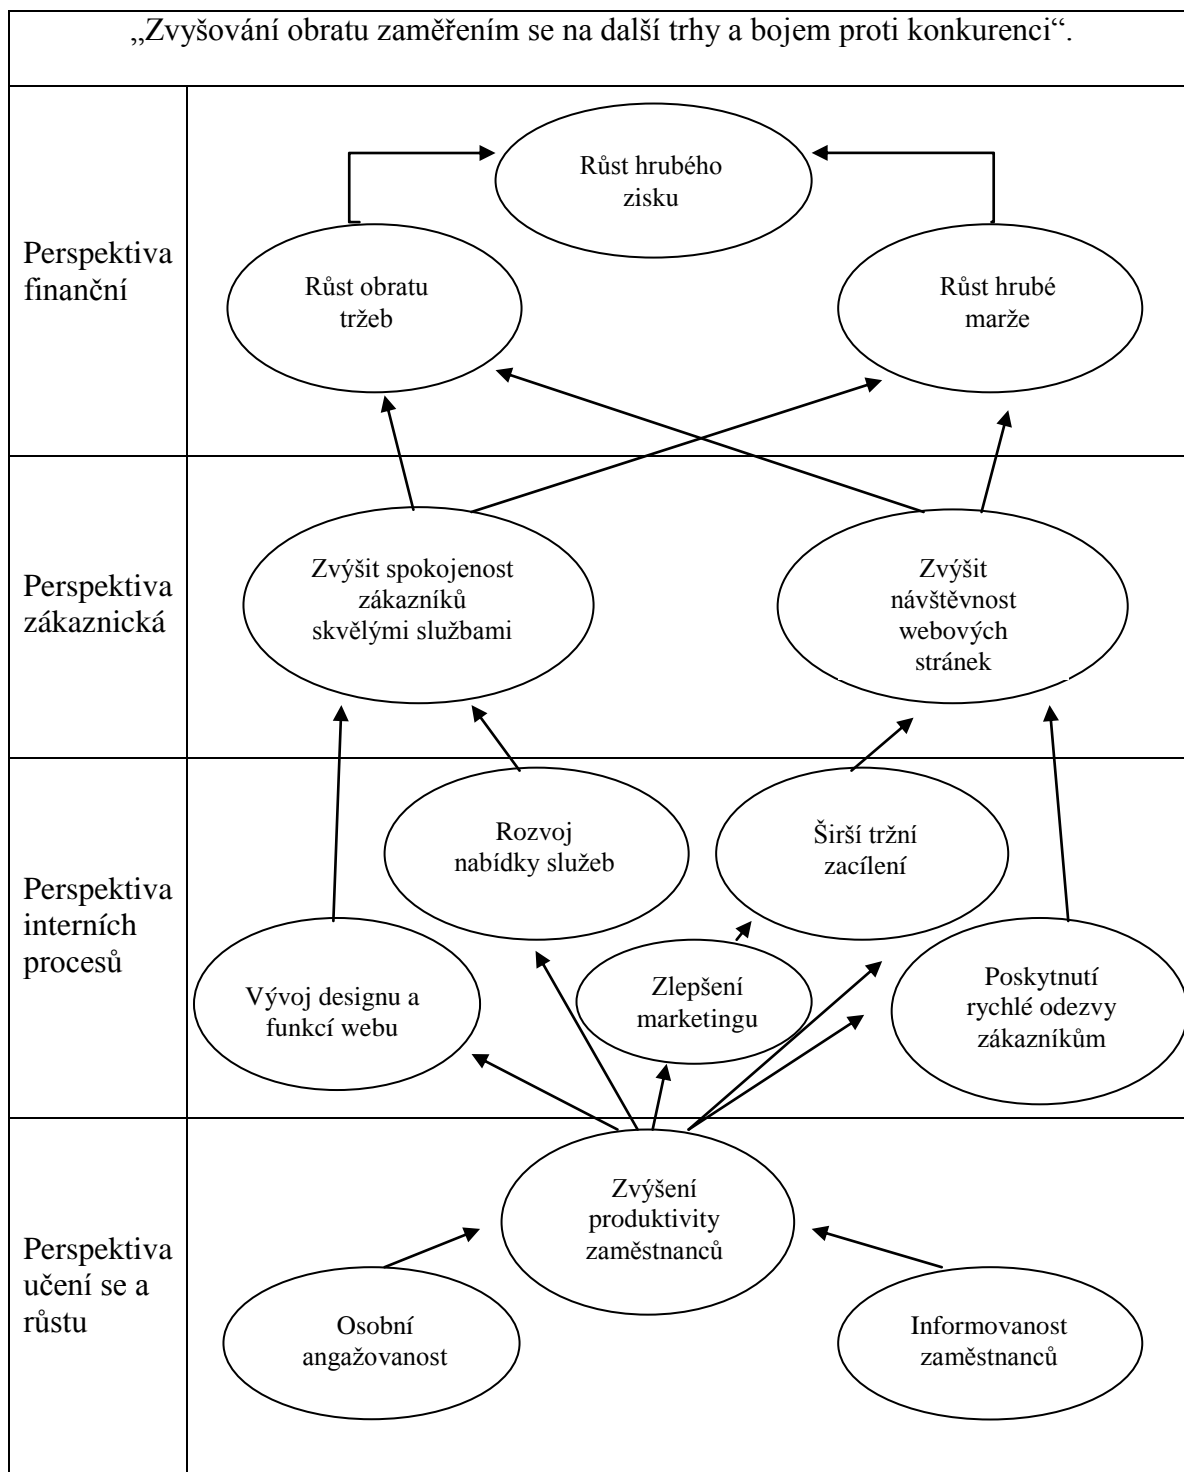 „Zvyšování obratu zaměřením se na další trhy a bojem proti konkurenci“.
Perspektiva
finanční
Růst hrubého
zisku
Růst obratu
tržeb
Růst hrubé
marže
Perspektiva
zákaznická
Zvýšit spokojenost
zákazníků
skvělými službami
Zvýšit
návštěvnost
webových
stránek
Perspektiva
interních
procesů
Rozvoj
nabídky služeb
Širší tržní
zacílení
Vývoj designu a
funkcí webu
Zlepšení
marketingu
Poskytnutí
rychlé odezvy
zákazníkům
Perspektiva
učení se a
růstu
Zvýšení
produktivity
zaměstnanců
Osobní
angažovanost
Informovanost
zaměstnanců